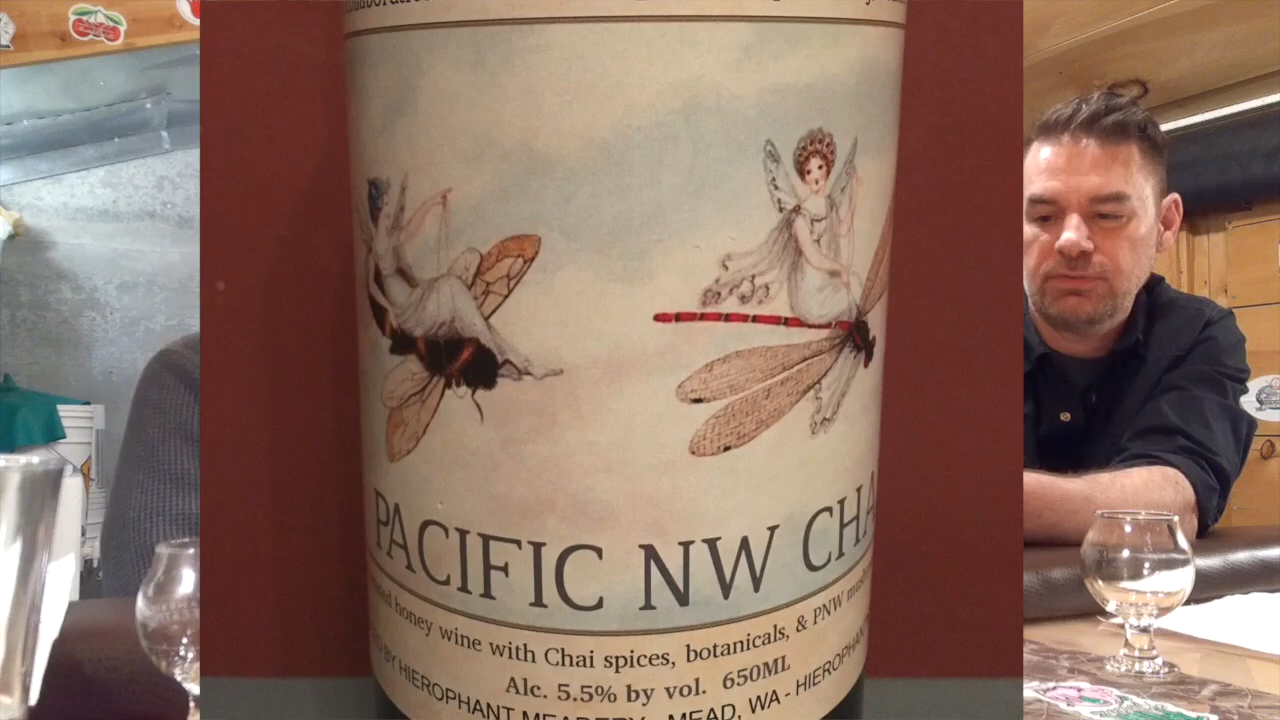 PACIFIC NW CHA
honey wine with Chai spices, botanicals, & PNW
Alc. 5.5% by vol. 650ML
BY HIEROPHANT MEADERY - MEAD, WA - HIEROPHAN